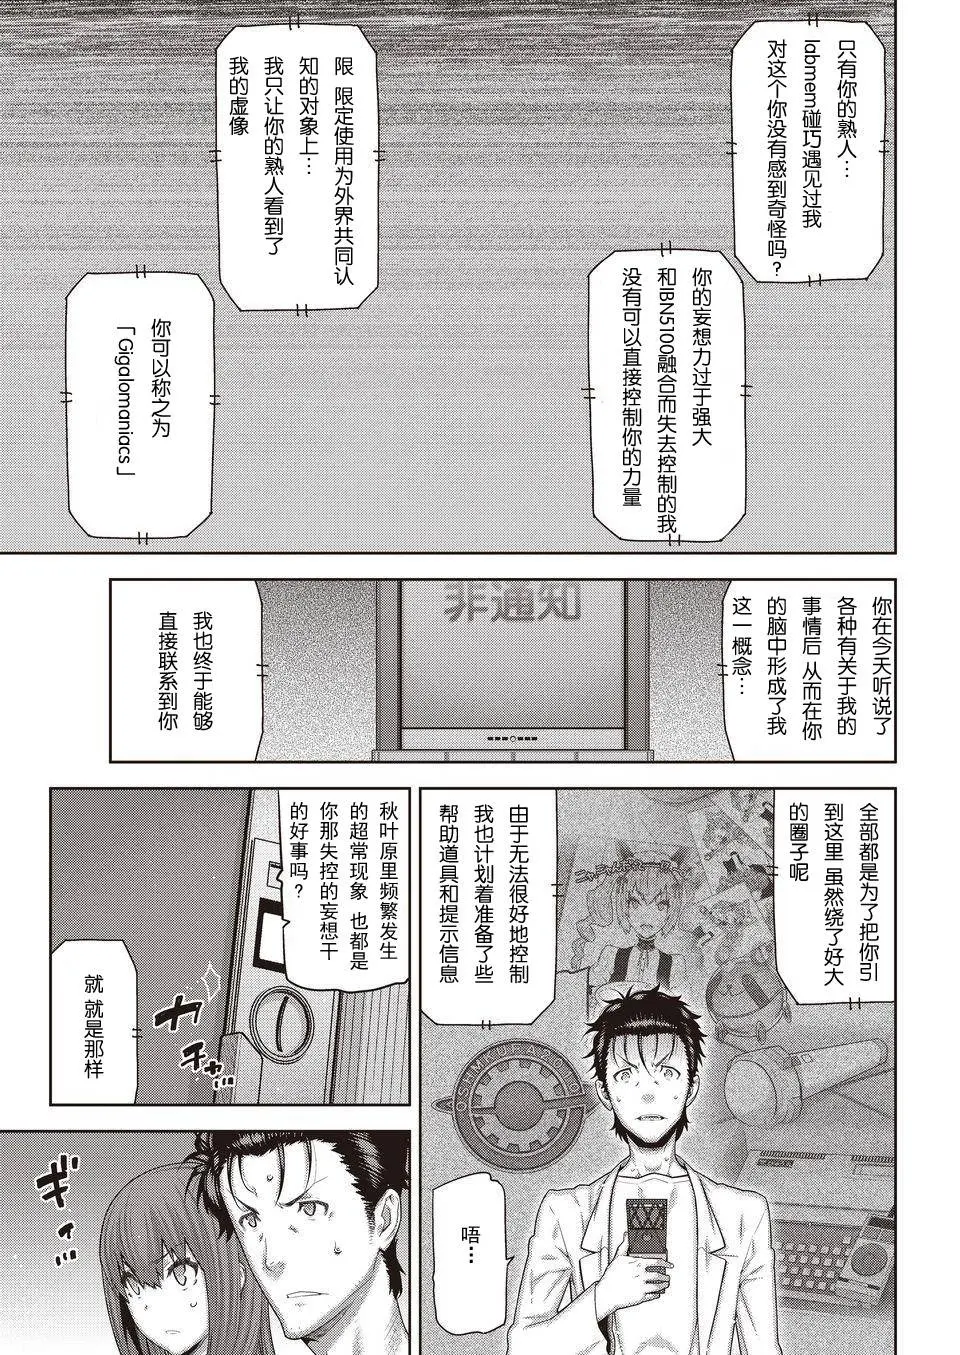 只有你的熟人…
labmem碰巧遇见过我
对这个你没有感到奇怪吗?
你的妄想力过于强大
和IBN5100融合而失去控制的我
没有可以直接控制你的力量
限 限定使用为外界共同认
知的对象上…
我只让你的熟人看到了
我的虚像
你可以称之为
「Gigalomaniacs」
你在今天听说了
各种有关于我的
事情后 从而在你
的脑中形成了我
这一概念…
非通知
我也终于能够
直接联系到你
全部都是为了把你引
到这里 虽然绕了好大
的圈子呢
由于无法很好地控制
我也计划着准备了些
帮助道具和提示信息
唔…
秋叶原里频繁发生
的超常现象 也都是
你那失控的妄想干
的好事吗?
就 就是那样
チャッ
ギギ…